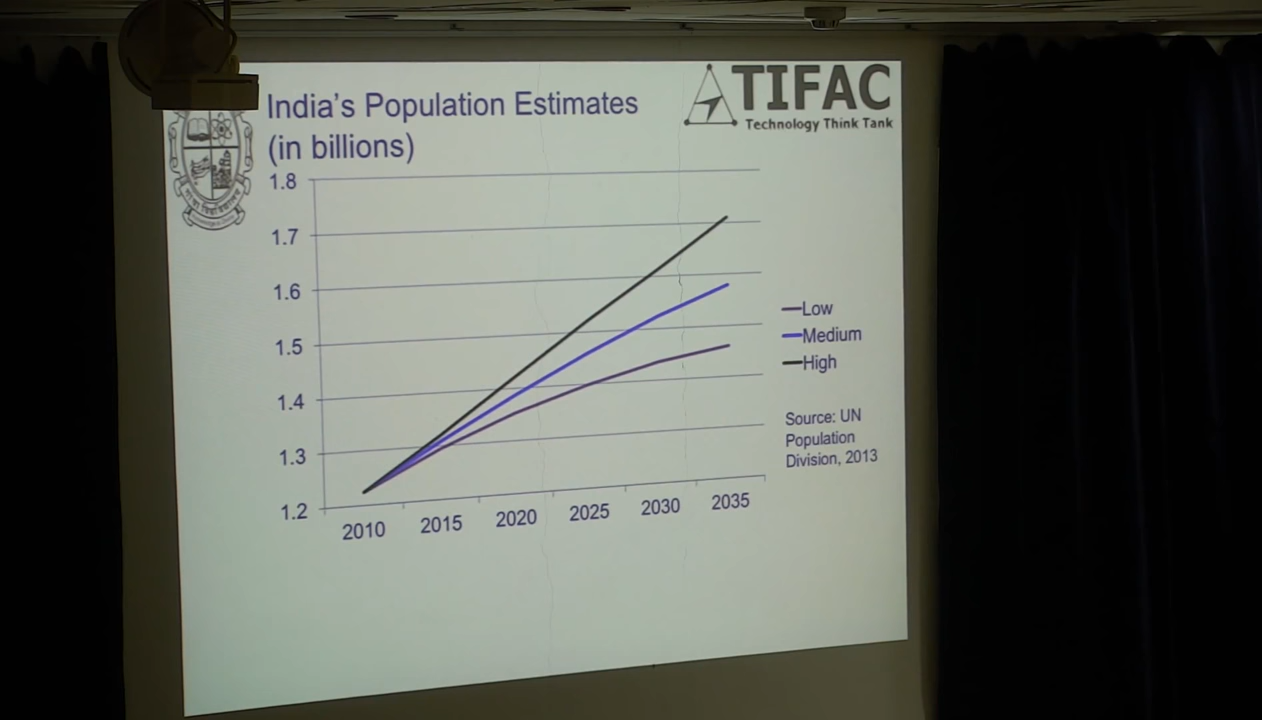 India's Population Estimates
(in billions)
TIFAC
Technology Think Tank
1.8
1.7
1.6
1.5
1.4
1.3
1.2
2010 2015 2020 2025 2030 2035
Low
Medium
High
Source: UN
Population
Division, 2013